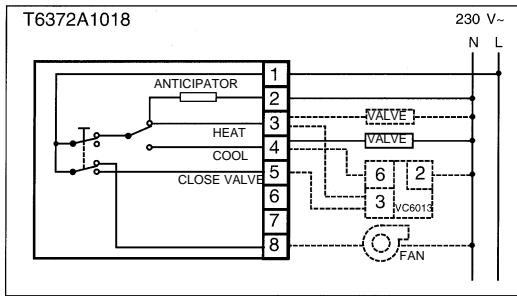 T6372A1018
230 V~
N L
1
ANTICIPATOR
2
3
VALVE
HEAT
VALVE
4
COOL
5
CLOSE VALVE
6 2
6
3 VC6013
7
8
FAN